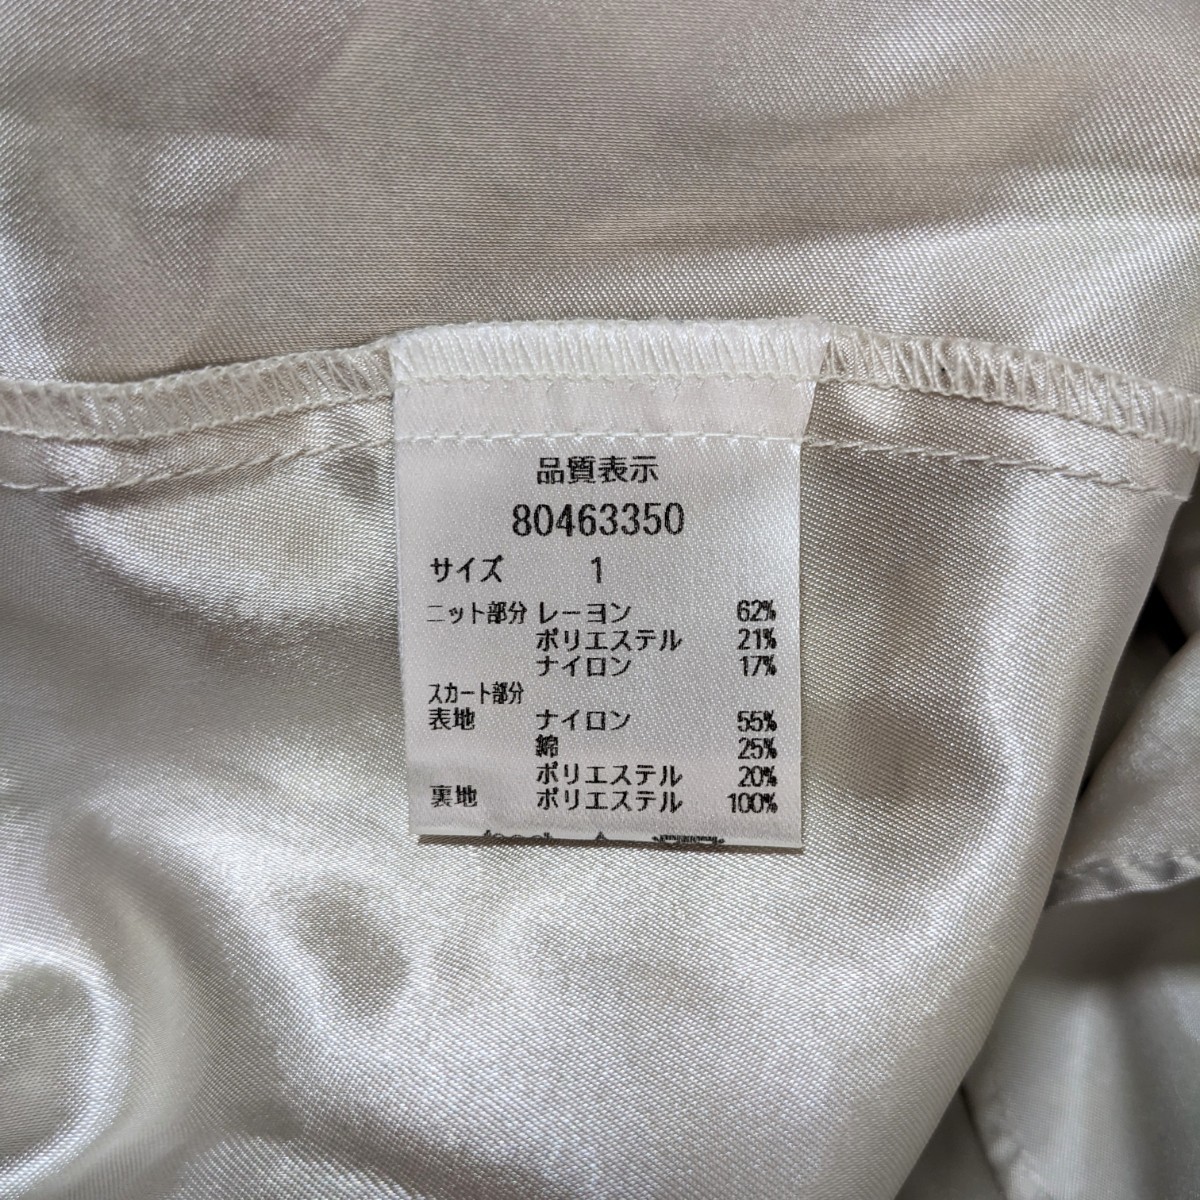 品質表示
80463350
サイズ 1
ニット部分 レーヨン 62%
ポリエステル 21%
ナイロン 17%
スカート部分
表地 ナイロン 55%
綿 25%
ポリエステル 20%
裏地 ポリエステル 100%